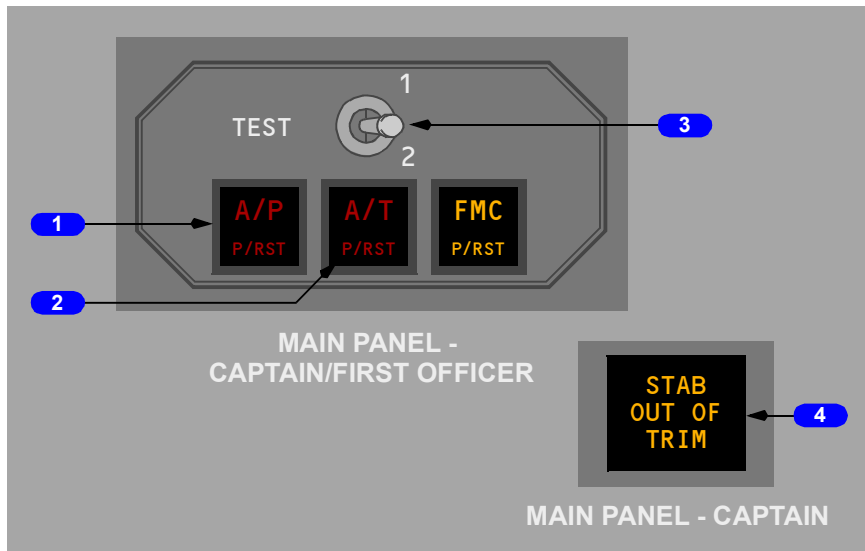 1
TEST
3
2
A/P
A/T
FMC
P/RST
P/RST
P/RST
1
2
MAIN PANEL -
CAPTAIN/FIRST OFFICER
STAB
OUT OF
TRIM
4
MAIN PANEL - CAPTAIN